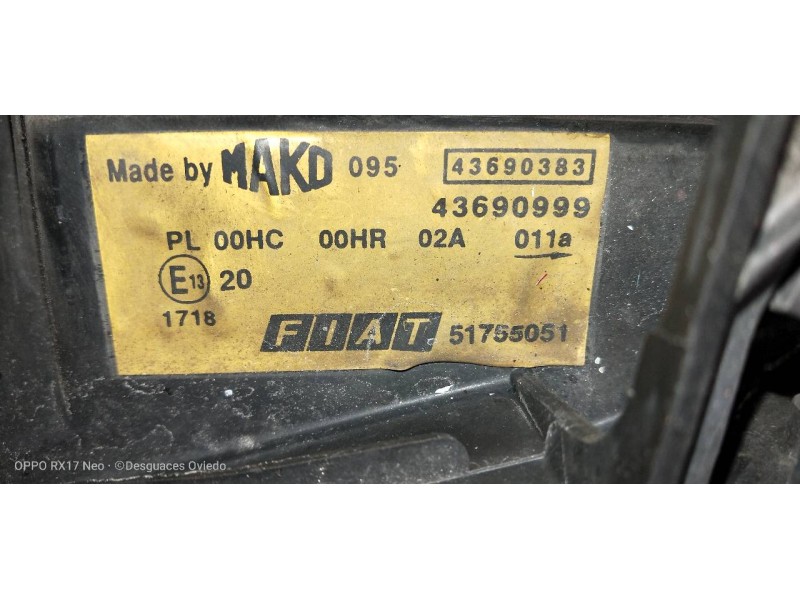 Made by MAKO 095 43690383
43690999
PL 00HC 00HR 02A 011a
E13 20
1718 FIAT 51755051
OPPO RX17 Neo · ©Desguaces Oviedo